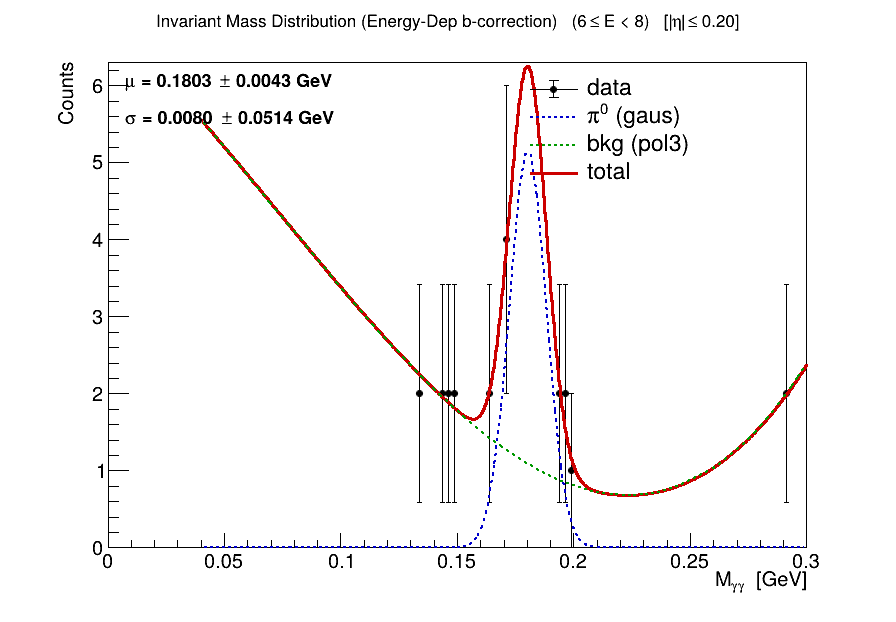 Invariant Mass Distribution (Energy-Dep b-correction) (6 ≤ E < 8) [|η| ≤ 0.20]
Counts
μ = 0.1803 ± 0.0043 GeV
σ = 0.0080 ± 0.0514 GeV
data
π⁰ (gaus)
bkg (pol3)
total
6
5
4
3
2
1
0
0 0.05 0.1 0.15 0.2 0.25 0.3
Mγγ [GeV]